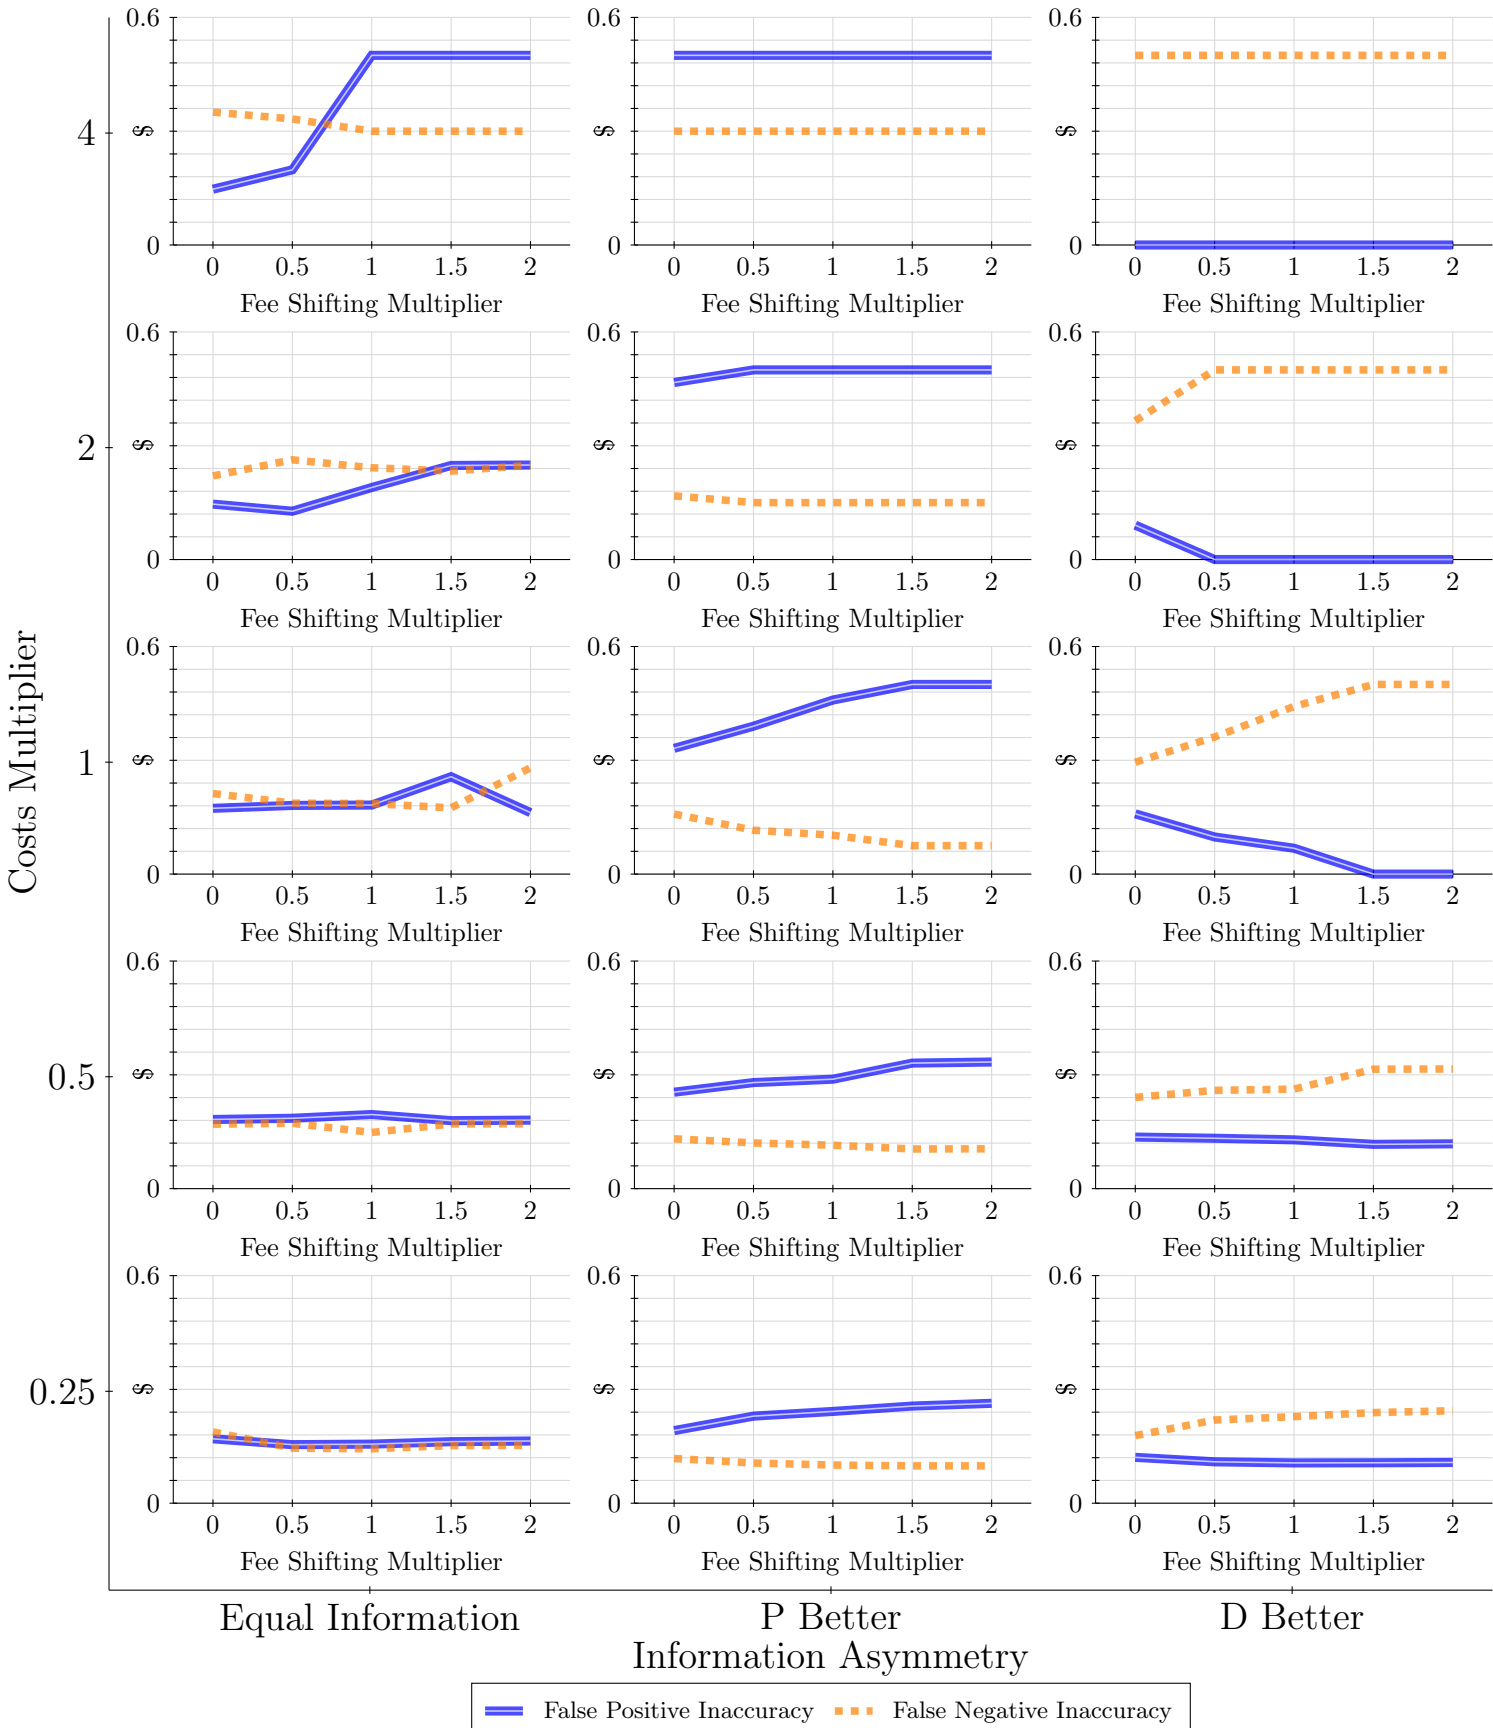 0.6
$
0
0 0.5 1 1.5 2
Fee Shifting Multiplier
0.6
$
0
0 0.5 1 1.5 2
Fee Shifting Multiplier
0.6
$
0
0 0.5 1 1.5 2
Fee Shifting Multiplier
4
0.6
$
0
0 0.5 1 1.5 2
Fee Shifting Multiplier
0.6
$
0
0 0.5 1 1.5 2
Fee Shifting Multiplier
0.6
$
0
0 0.5 1 1.5 2
Fee Shifting Multiplier
2
0.6
$
0
0 0.5 1 1.5 2
Fee Shifting Multiplier
0.6
$
0
0 0.5 1 1.5 2
Fee Shifting Multiplier
0.6
$
0
0 0.5 1 1.5 2
Fee Shifting Multiplier
1
Costs Multiplier
0.6
$
0
0 0.5 1 1.5 2
Fee Shifting Multiplier
0.6
$
0
0 0.5 1 1.5 2
Fee Shifting Multiplier
0.6
$
0
0 0.5 1 1.5 2
Fee Shifting Multiplier
0.5
0.6
$
0
0 0.5 1 1.5 2
Fee Shifting Multiplier
0.6
$
0
0 0.5 1 1.5 2
Fee Shifting Multiplier
0.6
$
0
0 0.5 1 1.5 2
Fee Shifting Multiplier
0.25
Equal Information P Better D Better
Information Asymmetry
False Positive Inaccuracy False Negative Inaccuracy